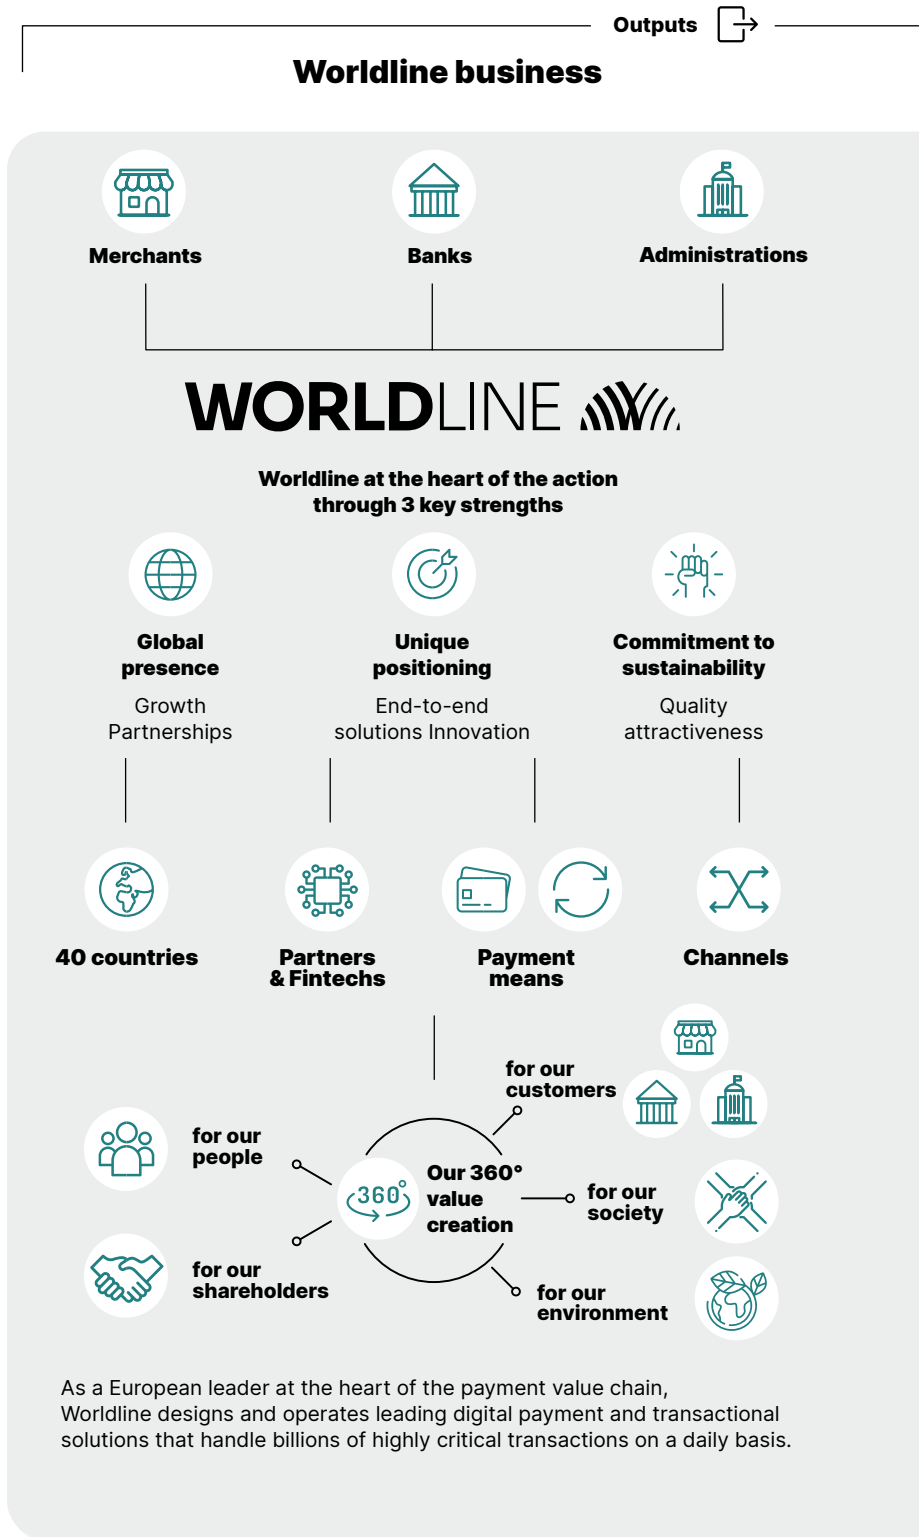 Outputs
Worldline business
Merchants
Banks
Administrations
WORLDLINE
Worldline at the heart of the action
through 3 key strengths
Global
presence
Growth
Partnerships
Unique
positioning
End-to-end
solutions Innovation
Commitment to
sustainability
Quality
attractiveness
40 countries
Partners
& Fintechs
Payment
means
Channels
for our
customers
for our
people
360°
Our 360°
value
creation
for our
society
for our
shareholders
for our
environment
As a European leader at the heart of the payment value chain,
Worldline designs and operates leading digital payment and transactional
solutions that handle billions of highly critical transactions on a daily basis.